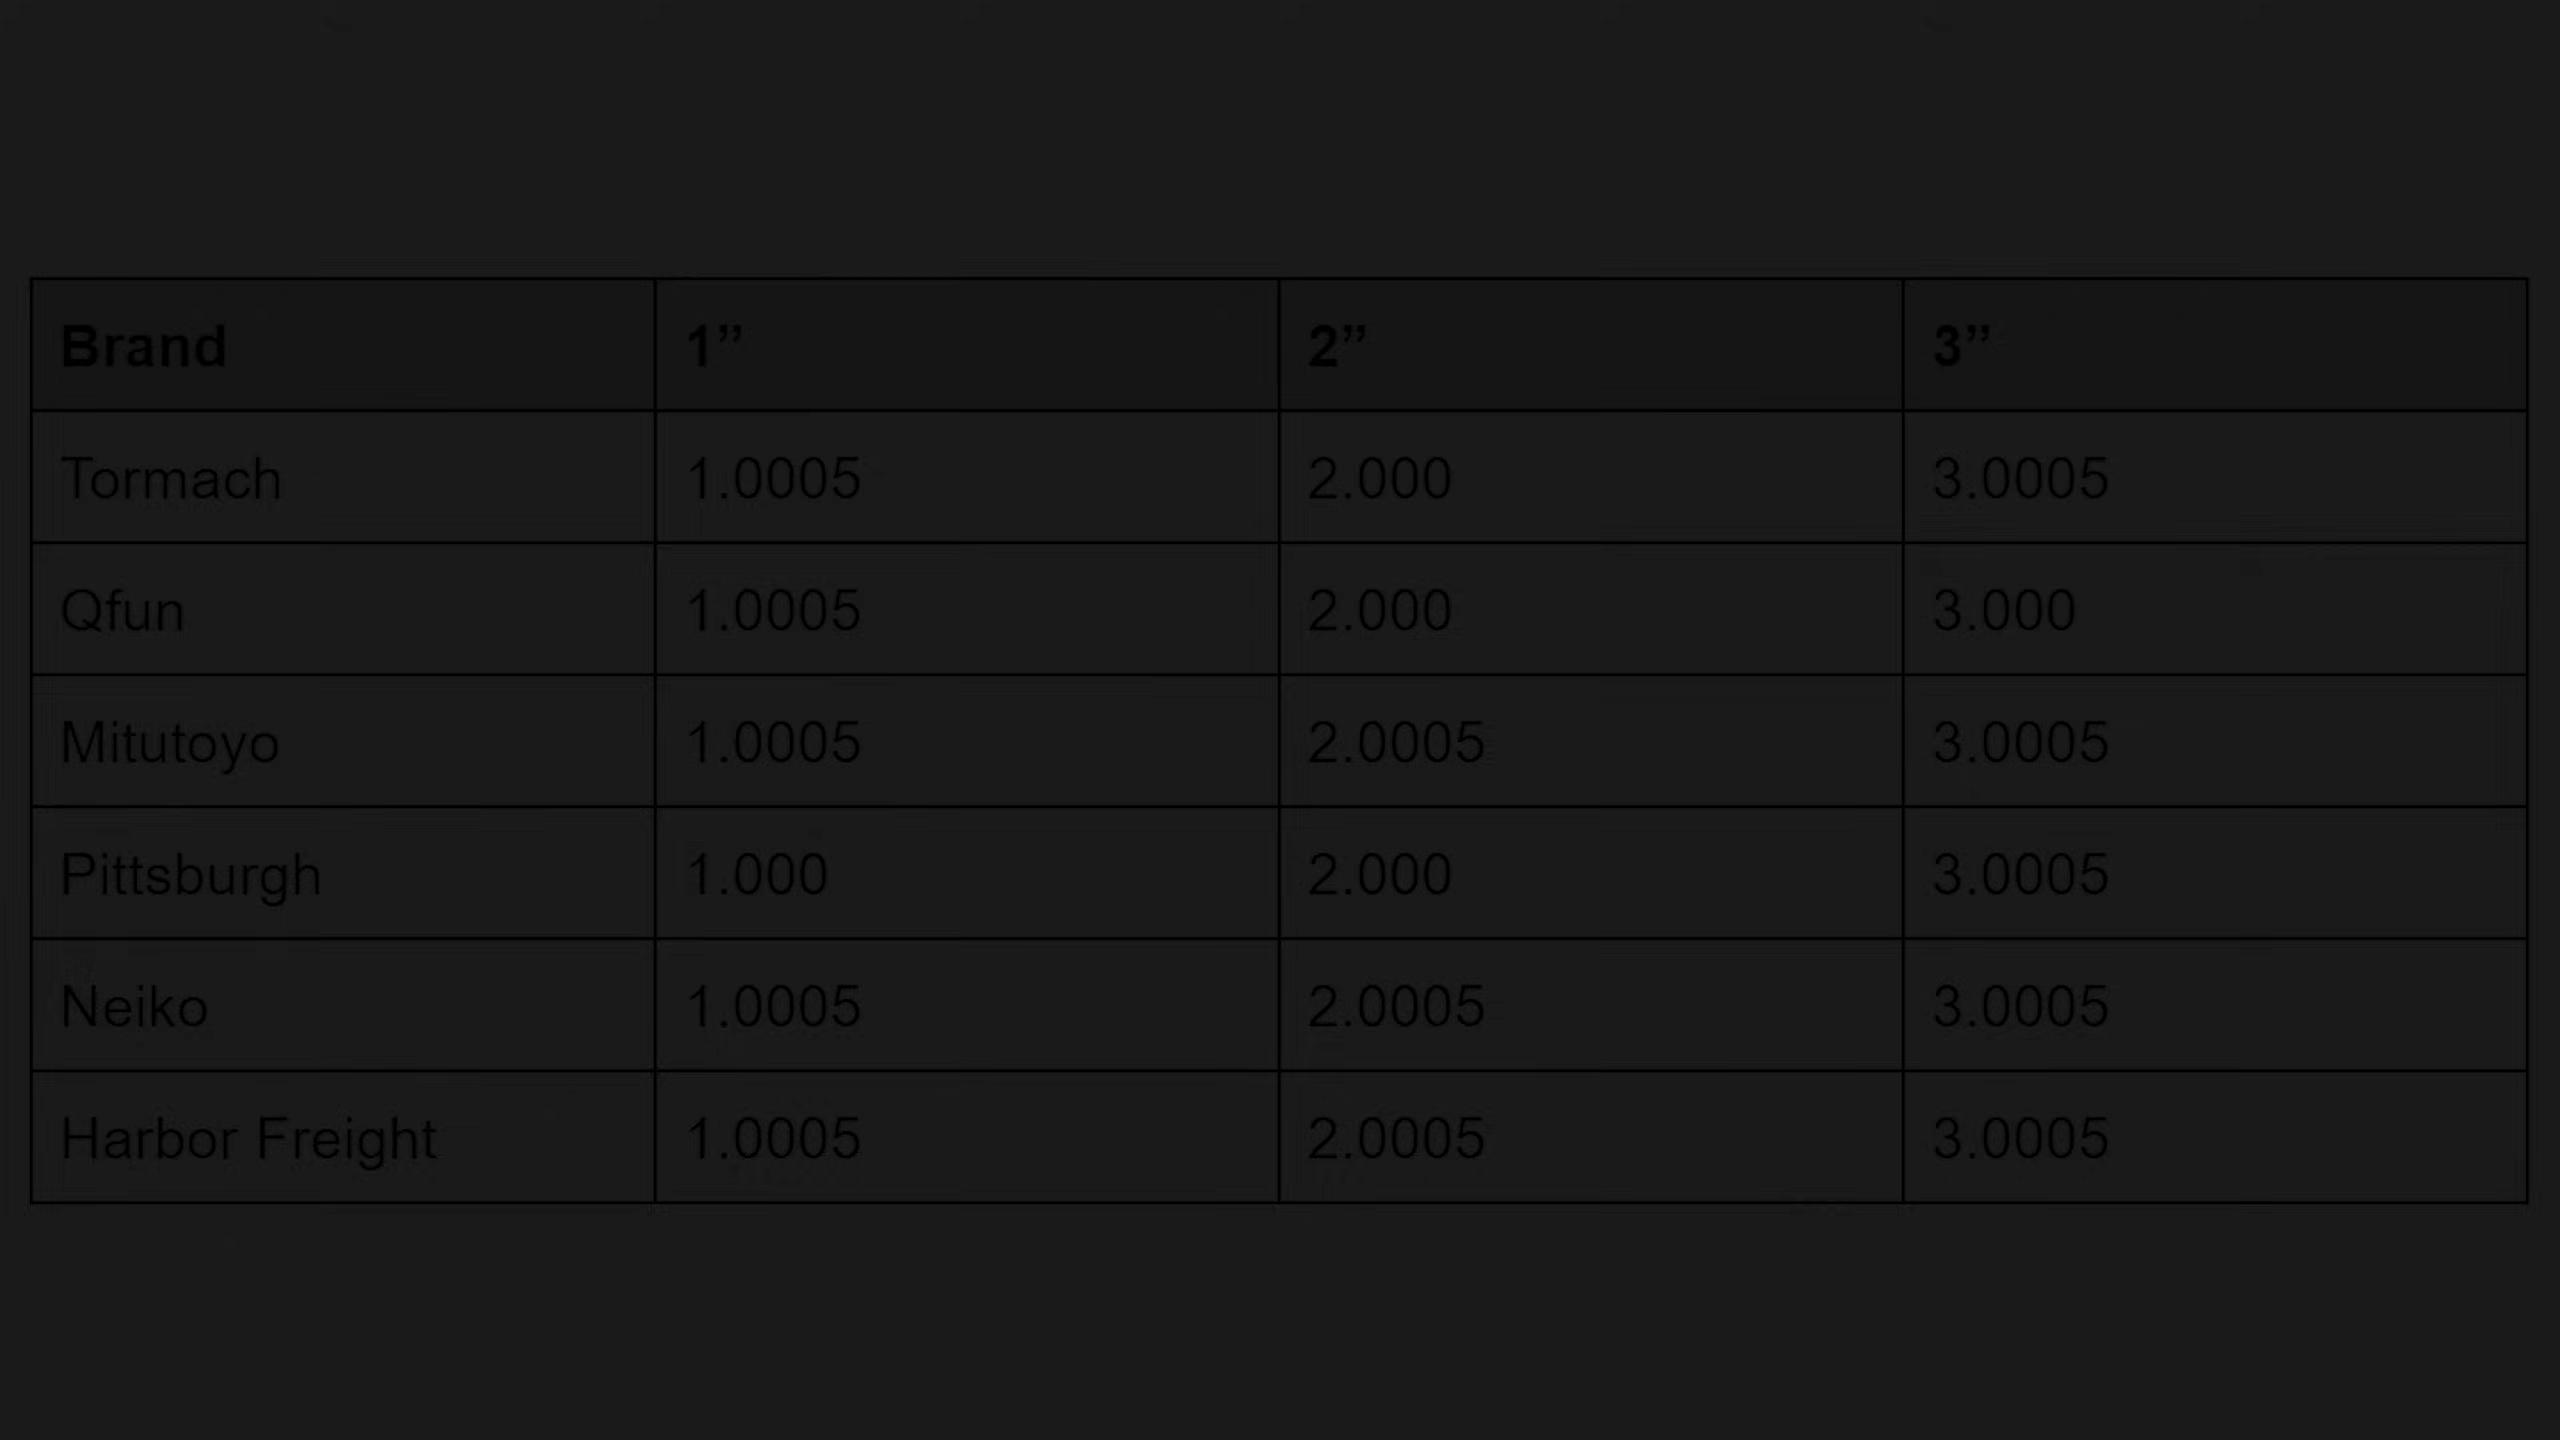 Brand 1” 2” 3”
Tormach 1.0005 2.000 3.0005
Qfun 1.0005 2.000 3.000
Mitutoyo 1.0005 2.0005 3.0005
Pittsburgh 1.000 2.000 3.0005
Neiko 1.0005 2.0005 3.0005
Harbor Freight 1.0005 2.0005 3.0005